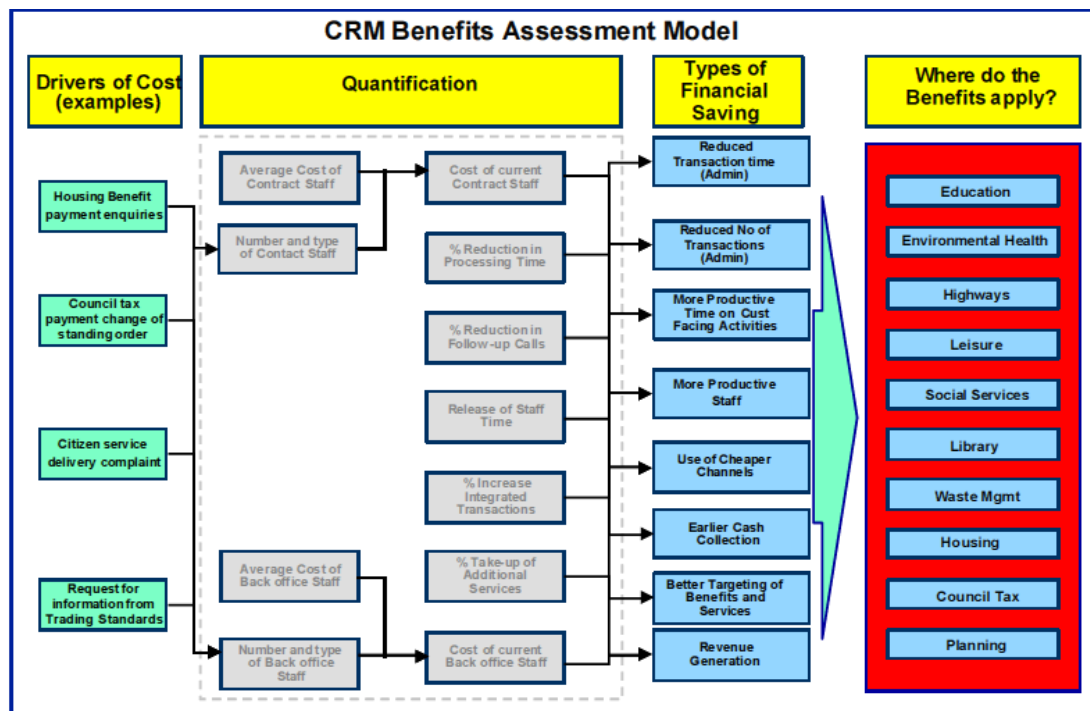 CRM Benefits Assessment Model
Drivers of Cost
(examples)
Quantification
Types of
Financial
Saving
Where do the
Benefits apply?
Housing Benefit
payment enquiries
Council tax
payment change of
standing order
Citizen service
delivery complaint
Request for
information from
Trading Standards
Average Cost of
Contract Staff
Number and type
of Contact Staff
Average Cost of
Back office Staff
Number and type
of Back office
Staff
Cost of current
Contract Staff
% Reduction in
Processing Time
% Reduction in
Follow-up Calls
Release of Staff
Time
% Increase
Integrated
Transactions
% Take-up of
Additional
Services
Cost of current
Back office Staff
Reduced
Transaction time
(Admin)
Reduced No of
Transactions
(Admin)
More Productive
Time on Cust
Facing Activities
More Productive
Staff
Use of Cheaper
Channels
Earlier Cash
Collection
Better Targeting of
Benefits and
Services
Revenue
Generation
Education
Environmental Health
Highways
Leisure
Social Services
Library
Waste Mgmt
Housing
Council Tax
Planning